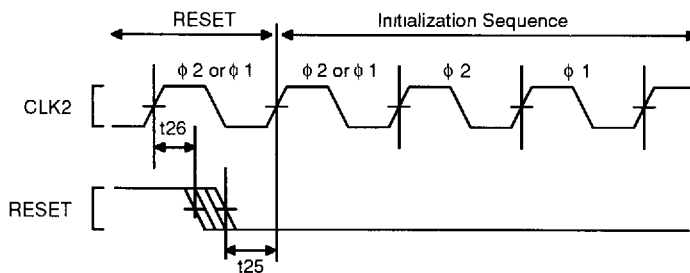 RESET
Initialization Sequence
ϕ 2 or ϕ 1
ϕ 2 or ϕ 1
ϕ 2
ϕ 1
CLK2
t26
RESET
t25